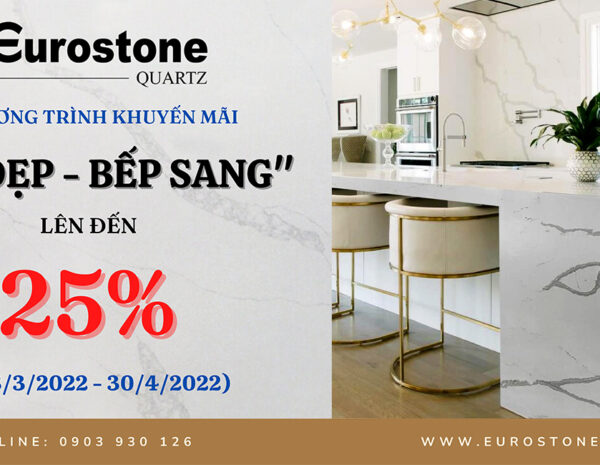 Eurostone
QUARTZ
ƠNG TRÌNH KHUYẾN MÃI
ĐẸP - BẾP SANG"
LÊN ĐẾN
25%
/3/2022 - 30/4/2022)
LINE: 0903 930 126
WWW.EUROSTONE